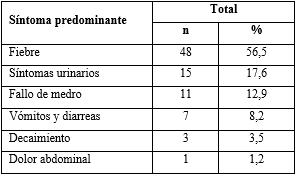 Síntoma predominante Total
n %
Fiebre 48 56,5
Síntomas urinarios 15 17,6
Fallo de medro 11 12,9
Vómitos y diarreas 7 8,2
Decaimiento 3 3,5
Dolor abdominal 1 1,2